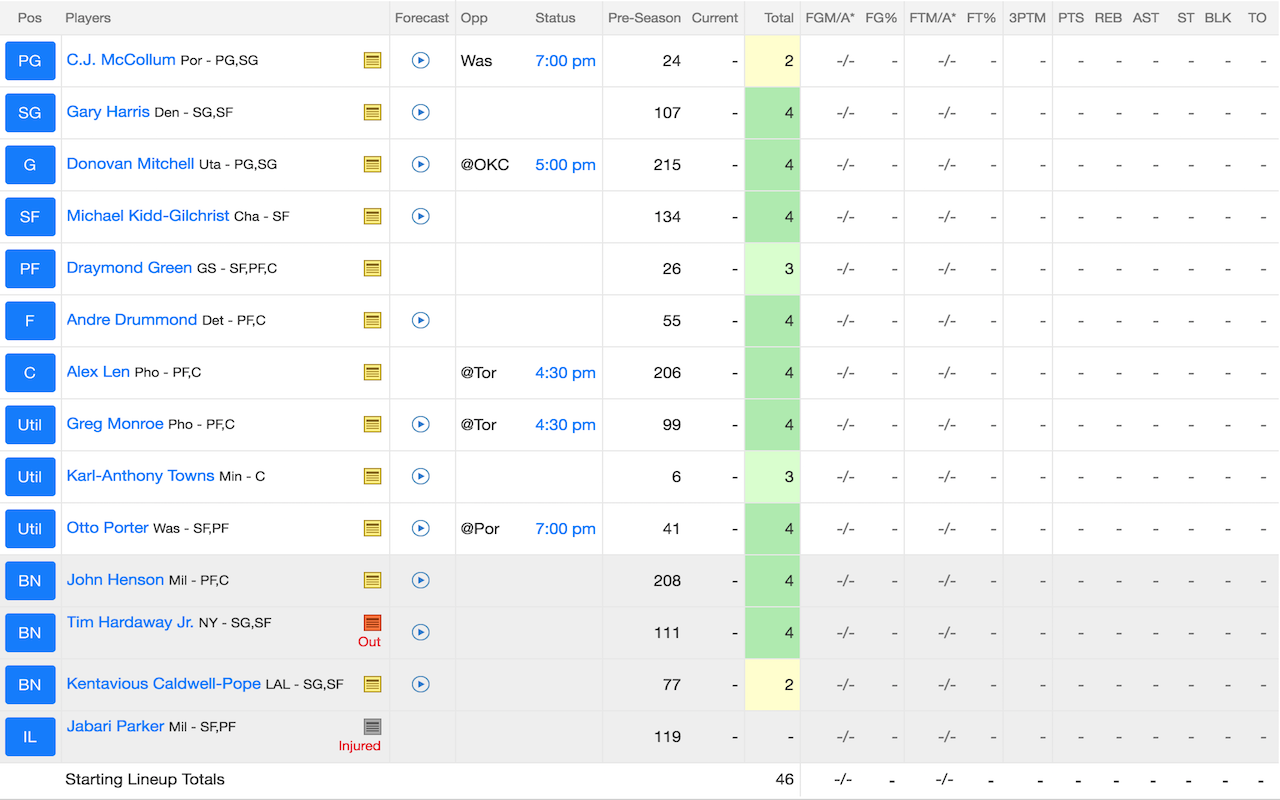 Pos Players Forecast Opp Status Pre-Season Current Total FGM/A* FG% FTM/A* FT% 3PTM PTS REB AST ST BLK TO
PG C.J. McCollum Por - PG,SG Was 7:00 pm 24 - 2 -/- - -/- - - - - - - - -
SG Gary Harris Den - SG,SF 107 - 4 -/- - -/- - - - - - - - -
G Donovan Mitchell Uta - PG,SG @OKC 5:00 pm 215 - 4 -/- - -/- - - - - - - - -
SF Michael Kidd-Gilchrist Cha - SF 134 - 4 -/- - -/- - - - - - - - -
PF Draymond Green GS - SF,PF,C 26 - 3 -/- - -/- - - - - - - - -
F Andre Drummond Det - PF,C 55 - 4 -/- - -/- - - - - - - - -
C Alex Len Pho - PF,C @Tor 4:30 pm 206 - 4 -/- - -/- - - - - - - - -
Util Greg Monroe Pho - PF,C @Tor 4:30 pm 99 - 4 -/- - -/- - - - - - - - -
Util Karl-Anthony Towns Min - C 6 - 3 -/- - -/- - - - - - - - -
Util Otto Porter Was - SF,PF @Por 7:00 pm 41 - 4 -/- - -/- - - - - - - - -
BN John Henson Mil - PF,C 208 - 4 -/- - -/- - - - - - - - -
BN Tim Hardaway Jr. NY - SG,SF Out 111 - 4 -/- - -/- - - - - - - - -
BN Kentavious Caldwell-Pope LAL - SG,SF 77 - 2 -/- - -/- - - - - - - - -
IL Jabari Parker Mil - SF,PF Injured 119 - - -/- - -/- - - - - - - - -
Starting Lineup Totals 46 -/- - -/- - - - - - - - -